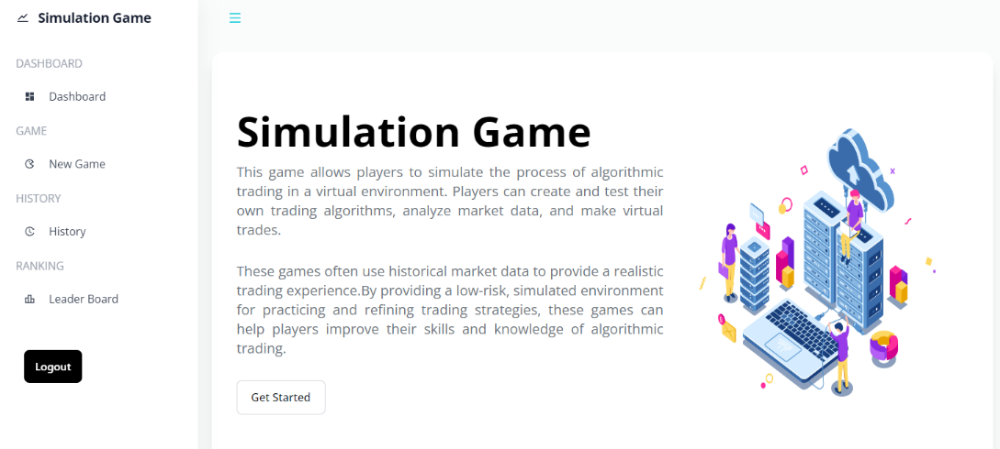 Simulation Game
DASHBOARD
Dashboard
GAME
New Game
HISTORY
History
RANKING
Leader Board
Logout
Simulation Game
This game allows players to simulate the process of algorithmic
trading in a virtual environment. Players can create and test their
own trading algorithms, analyze market data, and make virtual
trades.
These games often use historical market data to provide a realistic
trading experience.By providing a low-risk, simulated environment
for practicing and refining trading strategies, these games can
help players improve their skills and knowledge of algorithmic
trading.
Get Started